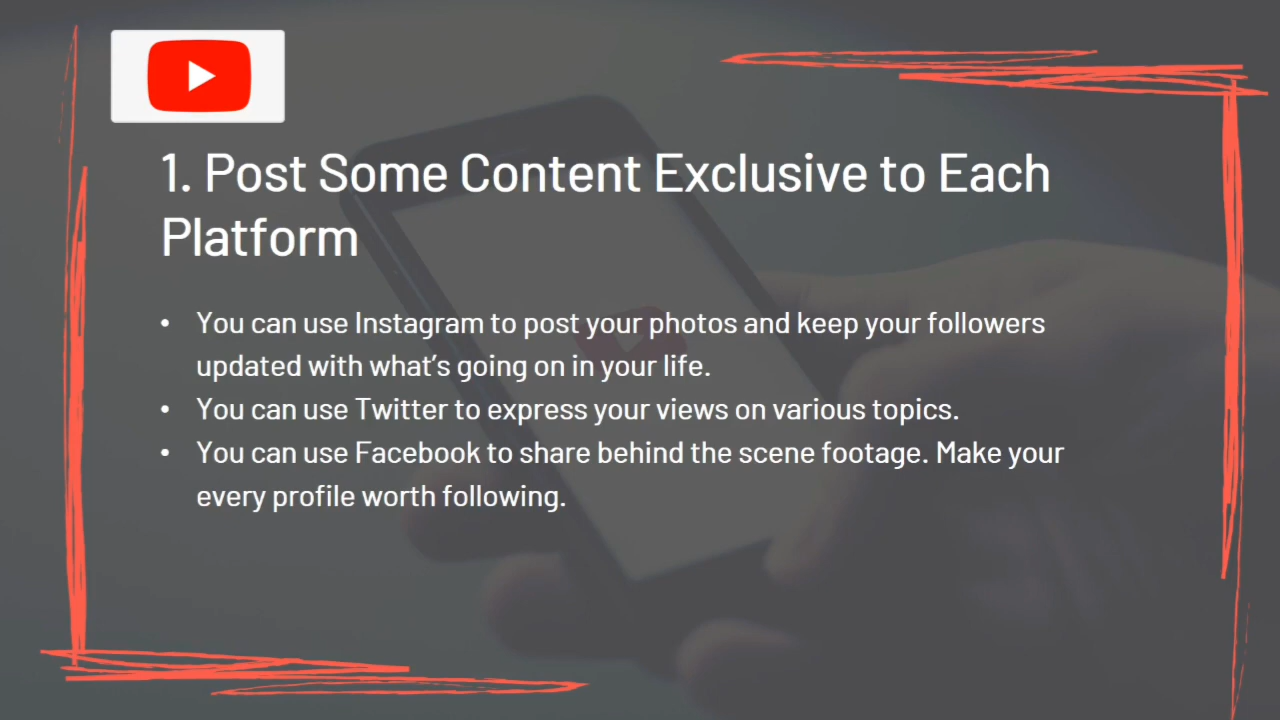 1. Post Some Content Exclusive to Each
Platform
• You can use Instagram to post your photos and keep your followers
updated with what’s going on in your life.
• You can use Twitter to express your views on various topics.
• You can use Facebook to share behind the scene footage. Make your
every profile worth following.